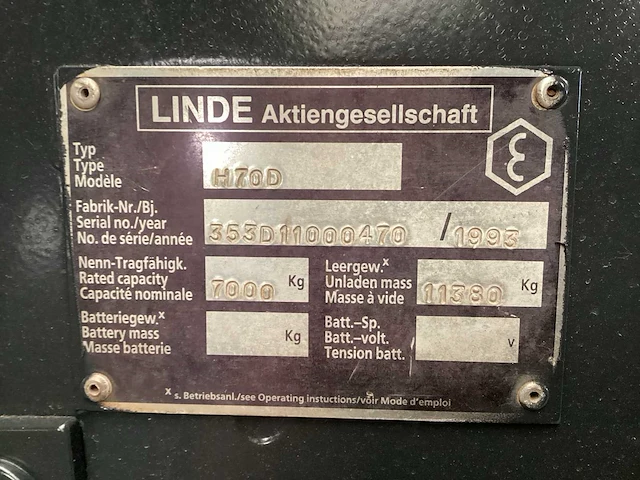 LINDE Aktiengesellschaft
Typ
Type
Modèle
H70D
Fabrik-Nr./Bj.
Serial no./year
No. de série/année
353D11000470 / 1993
Nenn-Tragfähigk.
Rated capacity
Capacité nominale
7000 Kg
Leergew.x
Unladen mass
Masse à vide
11380 Kg
Batteriegew.x
Battery mass
Masse batterie
Kg
Batt.-Sp.
Batt.-volt.
Tension batt.
V
x s. Betriebsanl./see Operating instuctions/voir Mode d'emploi